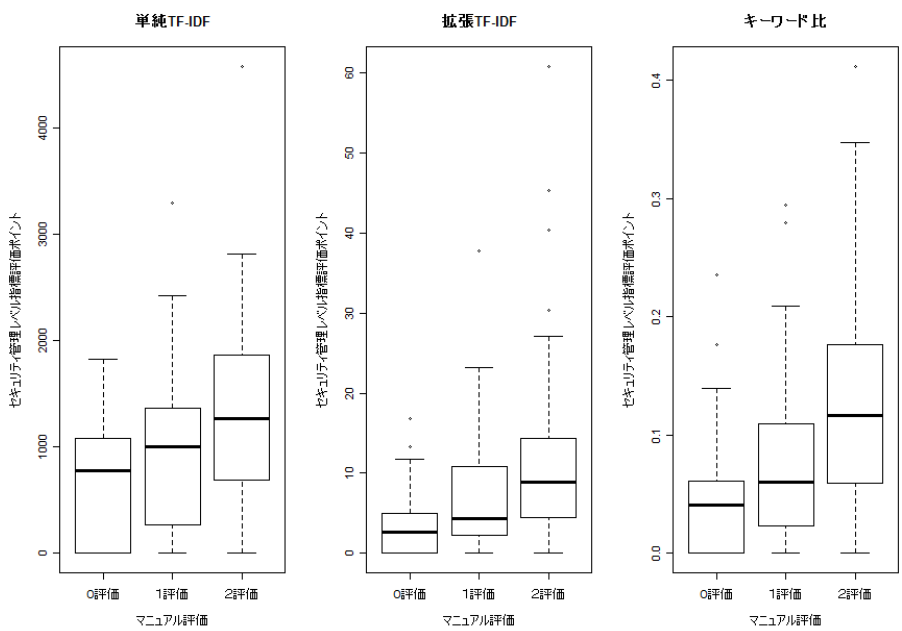 単純TF-IDF
セキュリティ管理レベル指標評価ポイント
4000
3000
2000
1000
0
0評価 1評価 2評価
マニュアル評価
拡張TF-IDF
セキュリティ管理レベル指標評価ポイント
60
50
40
30
20
10
0
0評価 1評価 2評価
マニュアル評価
キーワード比
セキュリティ管理レベル指標評価ポイント
0.4
0.3
0.2
0.1
0.0
0評価 1評価 2評価
マニュアル評価